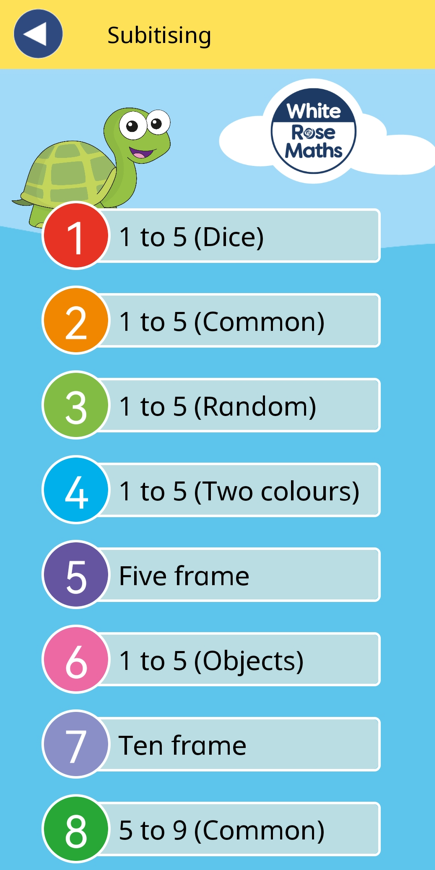 Subitising
White
Rose
Maths
1 1 to 5 (Dice)
2 1 to 5 (Common)
3 1 to 5 (Random)
4 1 to 5 (Two colours)
5 Five frame
6 1 to 5 (Objects)
7 Ten frame
8 5 to 9 (Common)